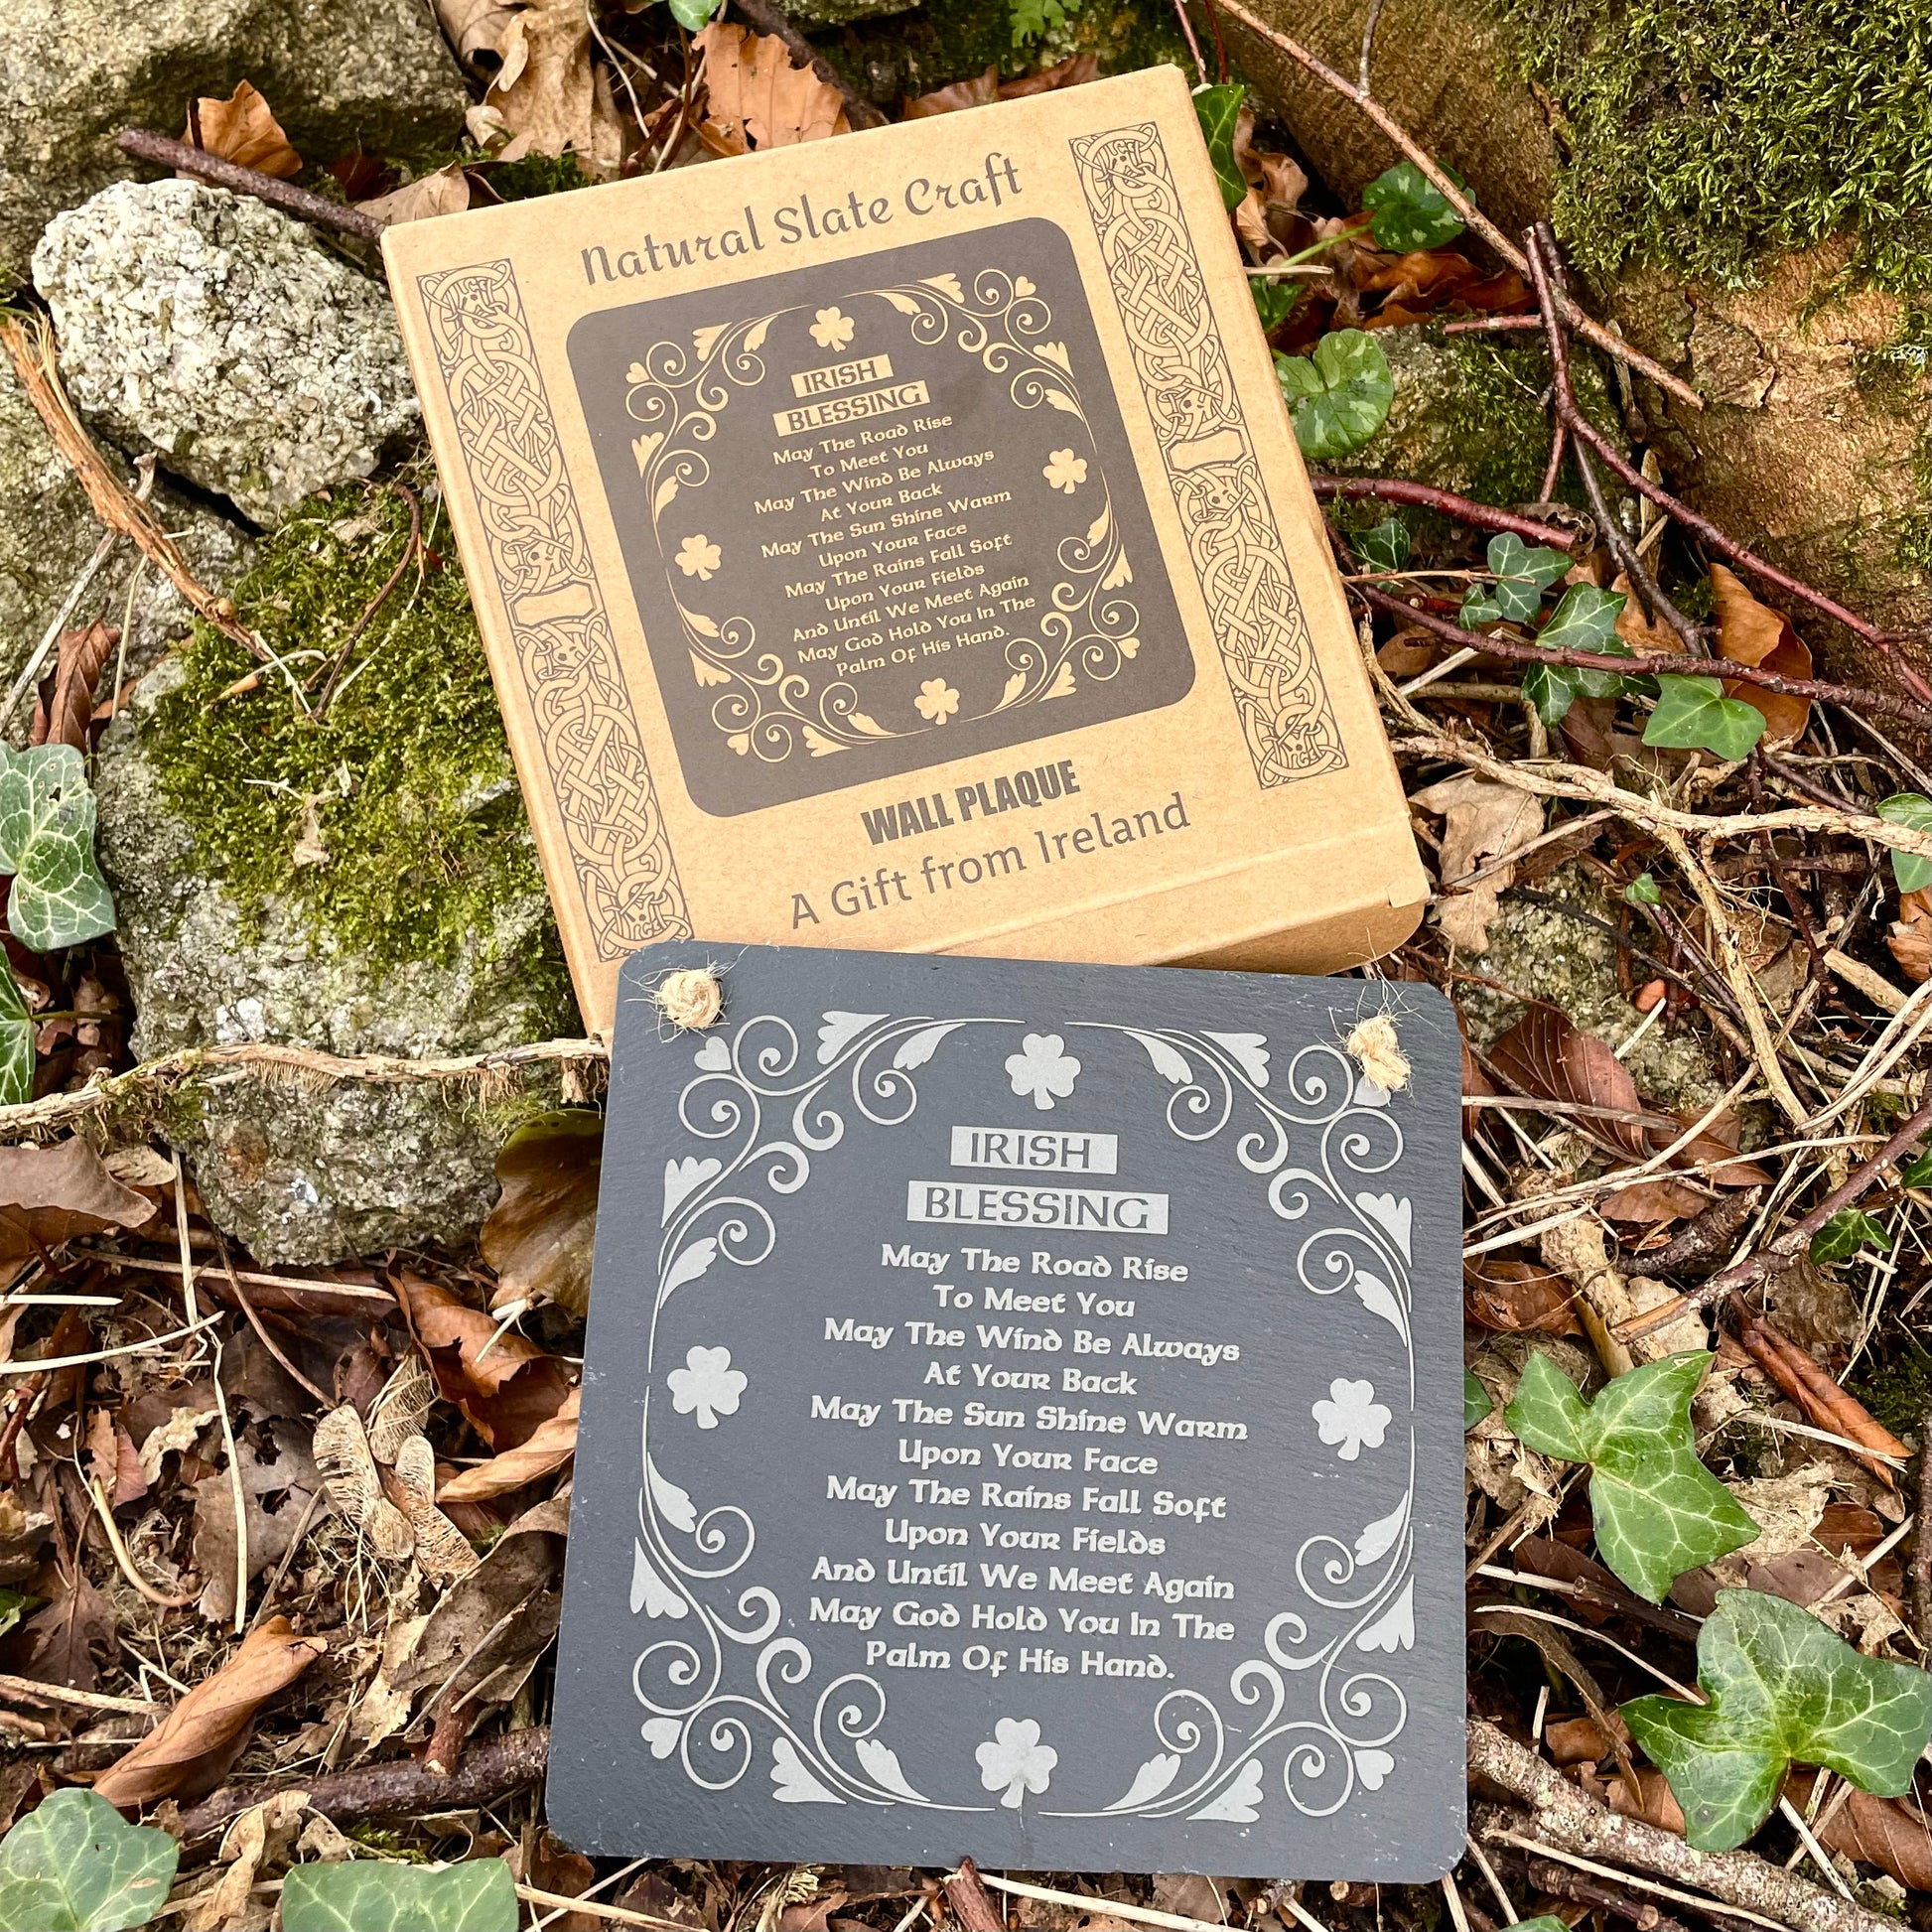 Natural Slate Craft
IRISH
BLESSING
May The Road Rise
To Meet You
May The Wind Be Always
At Your Back
May The Sun Shine Warm
Upon Your Face
May The Rains Fall Soft
Upon Your Fields
And Until We Meet Again
May God Hold You In The
Palm Of His Hand.
WALL PLAQUE
A Gift from Ireland
IRISH
BLESSING
May The Road Rise
To Meet You
May The Wind Be Always
At Your Back
May The Sun Shine Warm
Upon Your Face
May The Rains Fall Soft
Upon Your Fields
And Until We Meet Again
May God Hold You In The
Palm Of His Hand.